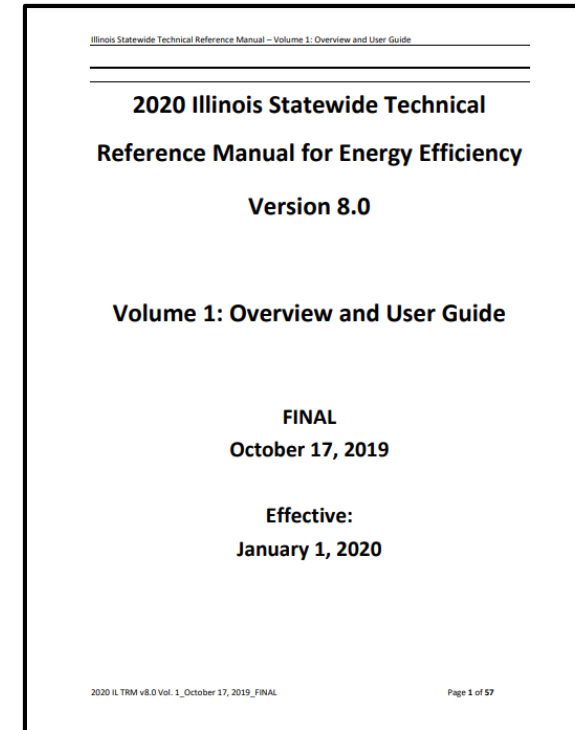 Illinois Statewide Technical Reference Manual – Volume 1: Overview and User Guide
2020 Illinois Statewide Technical
Reference Manual for Energy Efficiency
Version 8.0
Volume 1: Overview and User Guide
FINAL
October 17, 2019
Effective:
January 1, 2020
2020 IL TRM v8.0 Vol. 1_October 17, 2019_FINAL Page 1 of 57